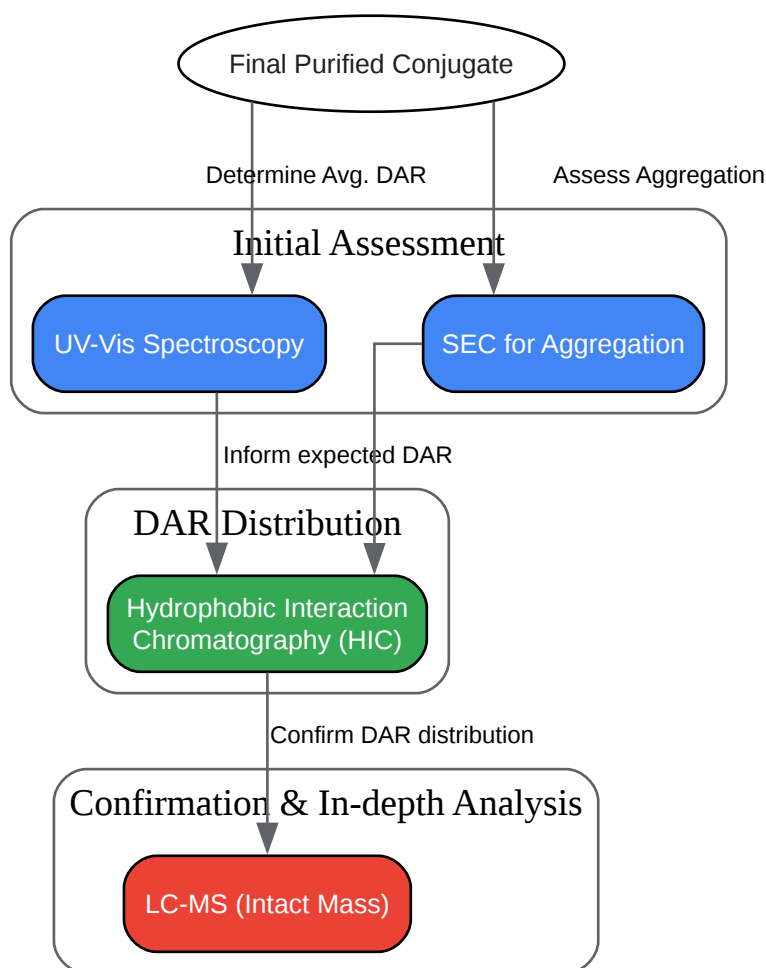 Final Purified Conjugate
Determine Avg. DAR
Assess Aggregation
Initial Assessment
UV-Vis Spectroscopy
SEC for Aggregation
Inform expected DAR
DAR Distribution
Hydrophobic Interaction
Chromatography (HIC)
Confirm DAR distribution
Confirmation & In-depth Analysis
LC-MS (Intact Mass)